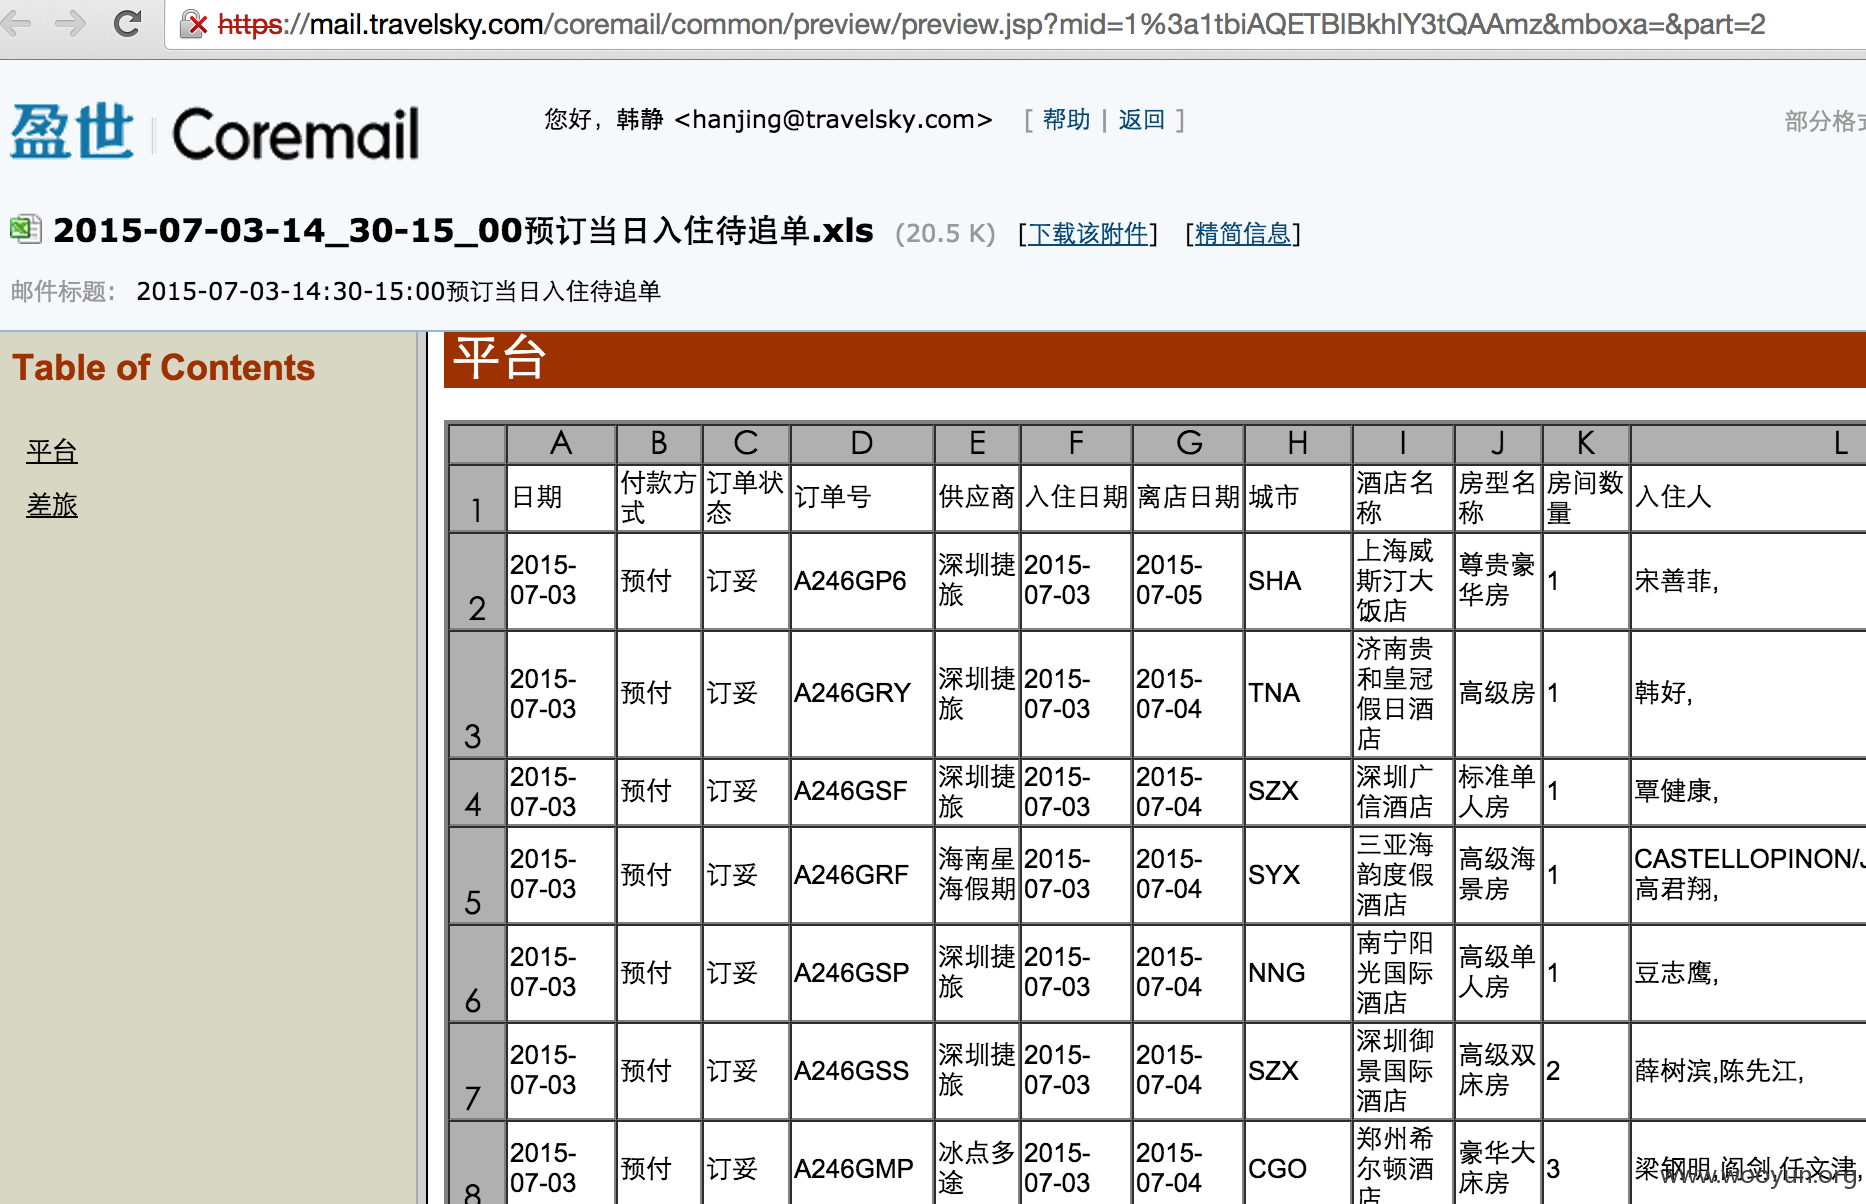 https://mail.travelsky.com/coremail/common/preview/preview.jsp?mid=1%3a1tbiAQETBIBkhlY3tQAAmz&mboxa=&part=2
盈世 Coremail
您好，韩静 <hanjing@travelsky.com> [ 帮助 | 返回 ]
部分格式
2015-07-03-14_30-15_00预订当日入住待追单.xls (20.5 K) [下载该附件] [精简信息]
邮件标题： 2015-07-03-14:30-15:00预订当日入住待追单
Table of Contents
平台
差旅
平台
A B C D E F G H I J K L
1 日期 付款方式 订单状态 订单号 供应商 入住日期 离店日期 城市 酒店名称 房型名称 房间数量 入住人
2 2015-07-03 预付 订妥 A246GP6 深圳捷旅 2015-07-03 2015-07-05 SHA 上海威斯汀大饭店 尊贵豪华房 1 宋善菲,
3 2015-07-03 预付 订妥 A246GRY 深圳捷旅 2015-07-03 2015-07-04 TNA 济南贵和皇冠假日酒店 高级房 1 韩好,
4 2015-07-03 预付 订妥 A246GSF 深圳捷旅 2015-07-03 2015-07-04 SZX 深圳广信酒店 标准单人房 1 覃健康,
5 2015-07-03 预付 订妥 A246GRF 海南星海假期 2015-07-03 2015-07-04 SYX 三亚海韵度假酒店 高级海景房 1 CASTELLOPINON/J 高君翔,
6 2015-07-03 预付 订妥 A246GSP 深圳捷旅 2015-07-03 2015-07-04 NNG 南宁阳光国际酒店 高级单人房 1 豆志鹰,
7 2015-07-03 预付 订妥 A246GSS 深圳捷旅 2015-07-03 2015-07-04 SZX 深圳御景国际酒店 高级双床房 2 薛树滨,陈先江,
8 2015-07-03 预付 订妥 A246GMP 冰点多途 2015-07-03 2015-07-04 CGO 郑州希尔顿酒店 豪华大床房 3 梁钢明,阎剑,任文津,
www.wooyun.org